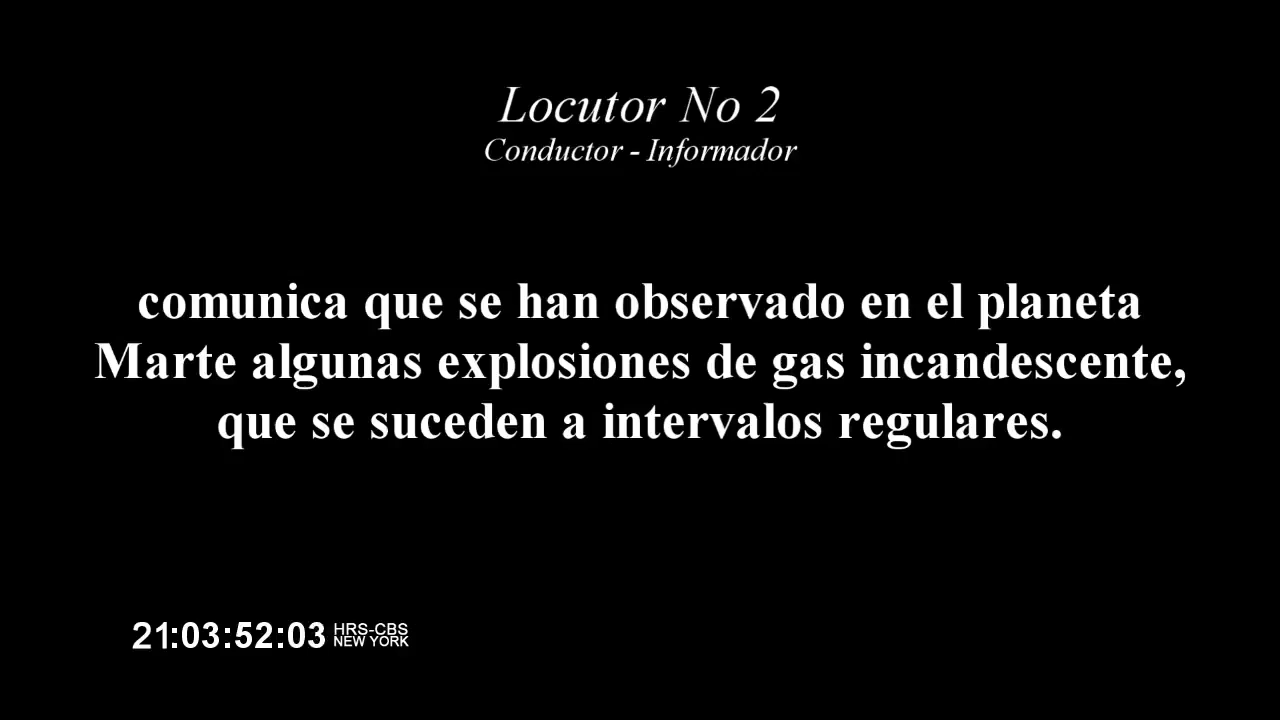 Locutor No 2
Conductor - Informador
comunica que se han observado en el planeta
Marte algunas explosiones de gas incandescente,
que se suceden a intervalos regulares.
21:03:52:03 HRS-CBS
NEW YORK